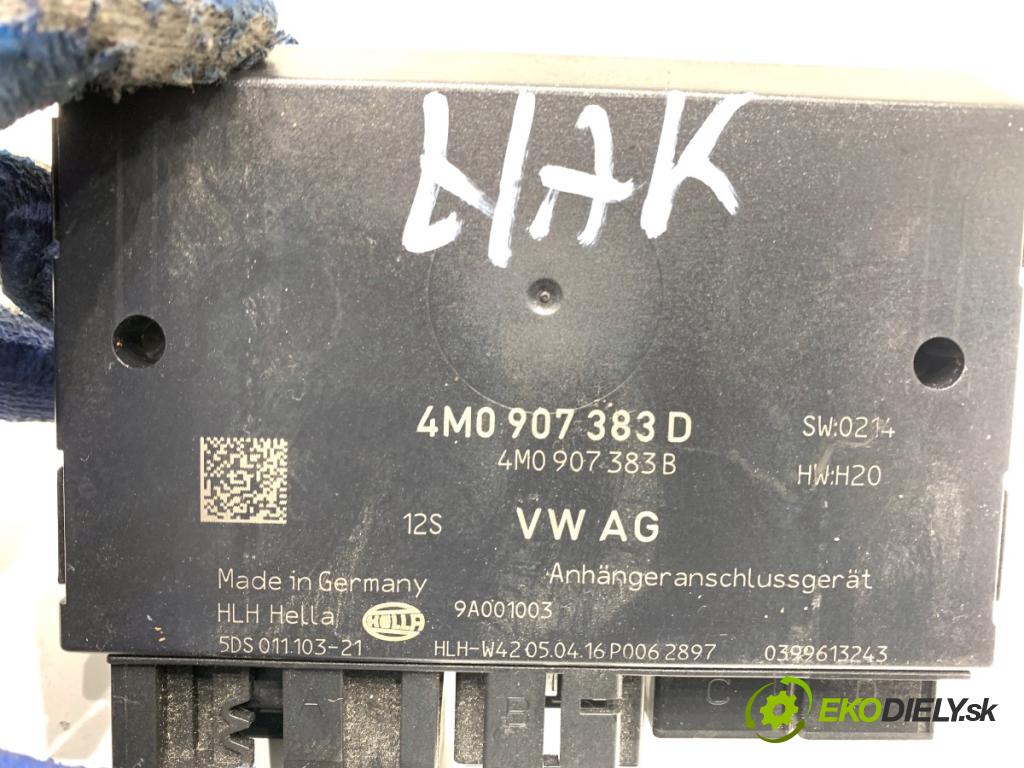 HAK
4M0 907 383 D
SW:0214
4M0 907 383 B
HW:H20
12S
VW AG
Made in Germany
Anhängeranschlussgerät
HLH Hella
HELLA
9A001003
5DS 011 103-21
HLH-W42 05.04.16 P006 2897
0399613243
A B C D
EKODIELY.sk